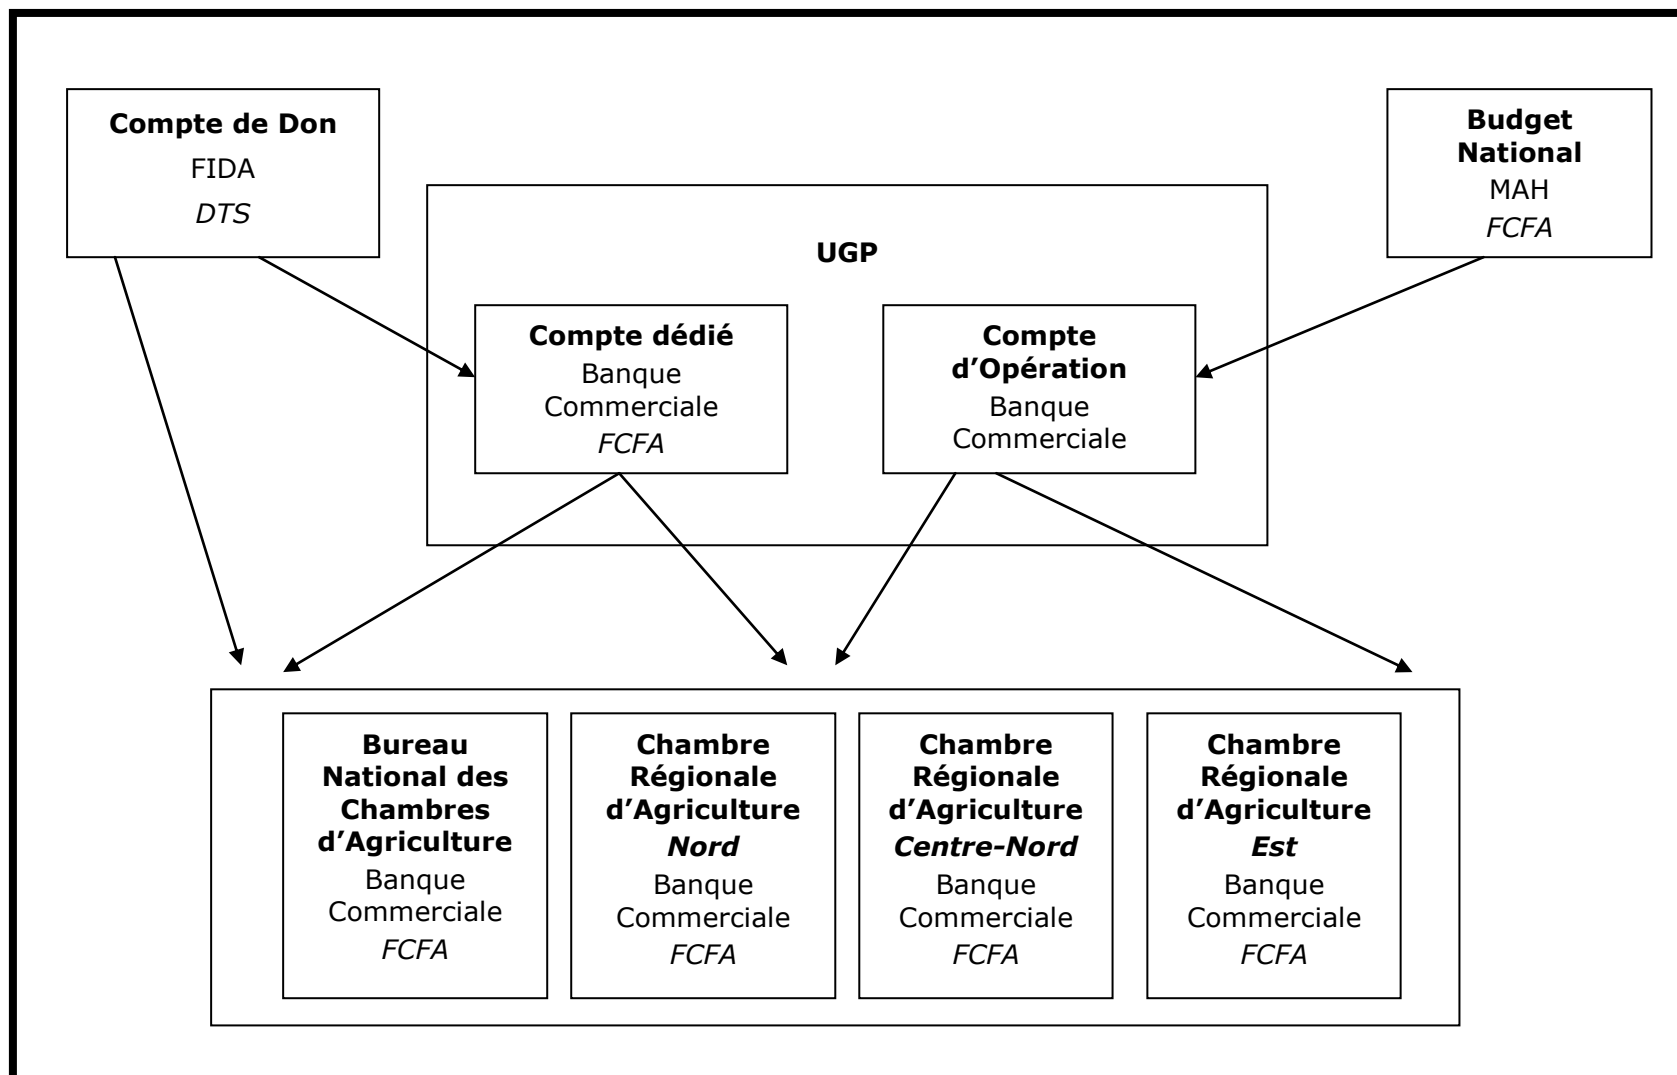 Compte de Don
FIDA
DTS
Budget
National
MAH
FCFA
UGP
Compte dédié
Banque
Commerciale
FCFA
Compte
d’Opération
Banque
Commerciale
Bureau
National des
Chambres
d’Agriculture
Banque
Commerciale
FCFA
Chambre
Régionale
d’Agriculture
Nord
Banque
Commerciale
FCFA
Chambre
Régionale
d’Agriculture
Centre-Nord
Banque
Commerciale
FCFA
Chambre
Régionale
d’Agriculture
Est
Banque
Commerciale
FCFA